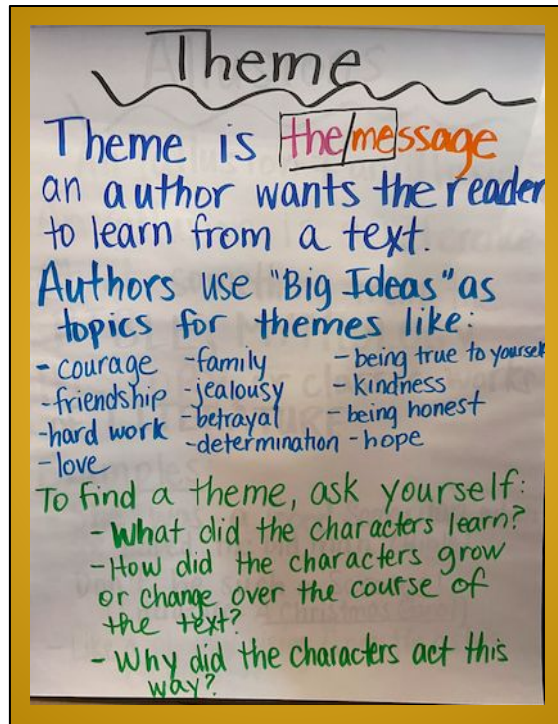 Theme
Theme is the message
an author wants the reader
to learn from a text.
Authors use "Big Ideas" as
topics for themes like:
- courage - family - being true to yourself
- friendship - jealousy - kindness
- hard work - betrayal - being honest
- love - determination - hope
To find a theme, ask yourself:
- What did the characters learn?
- How did the characters grow
or change over the course of
the text?
- Why did the characters act this
way?